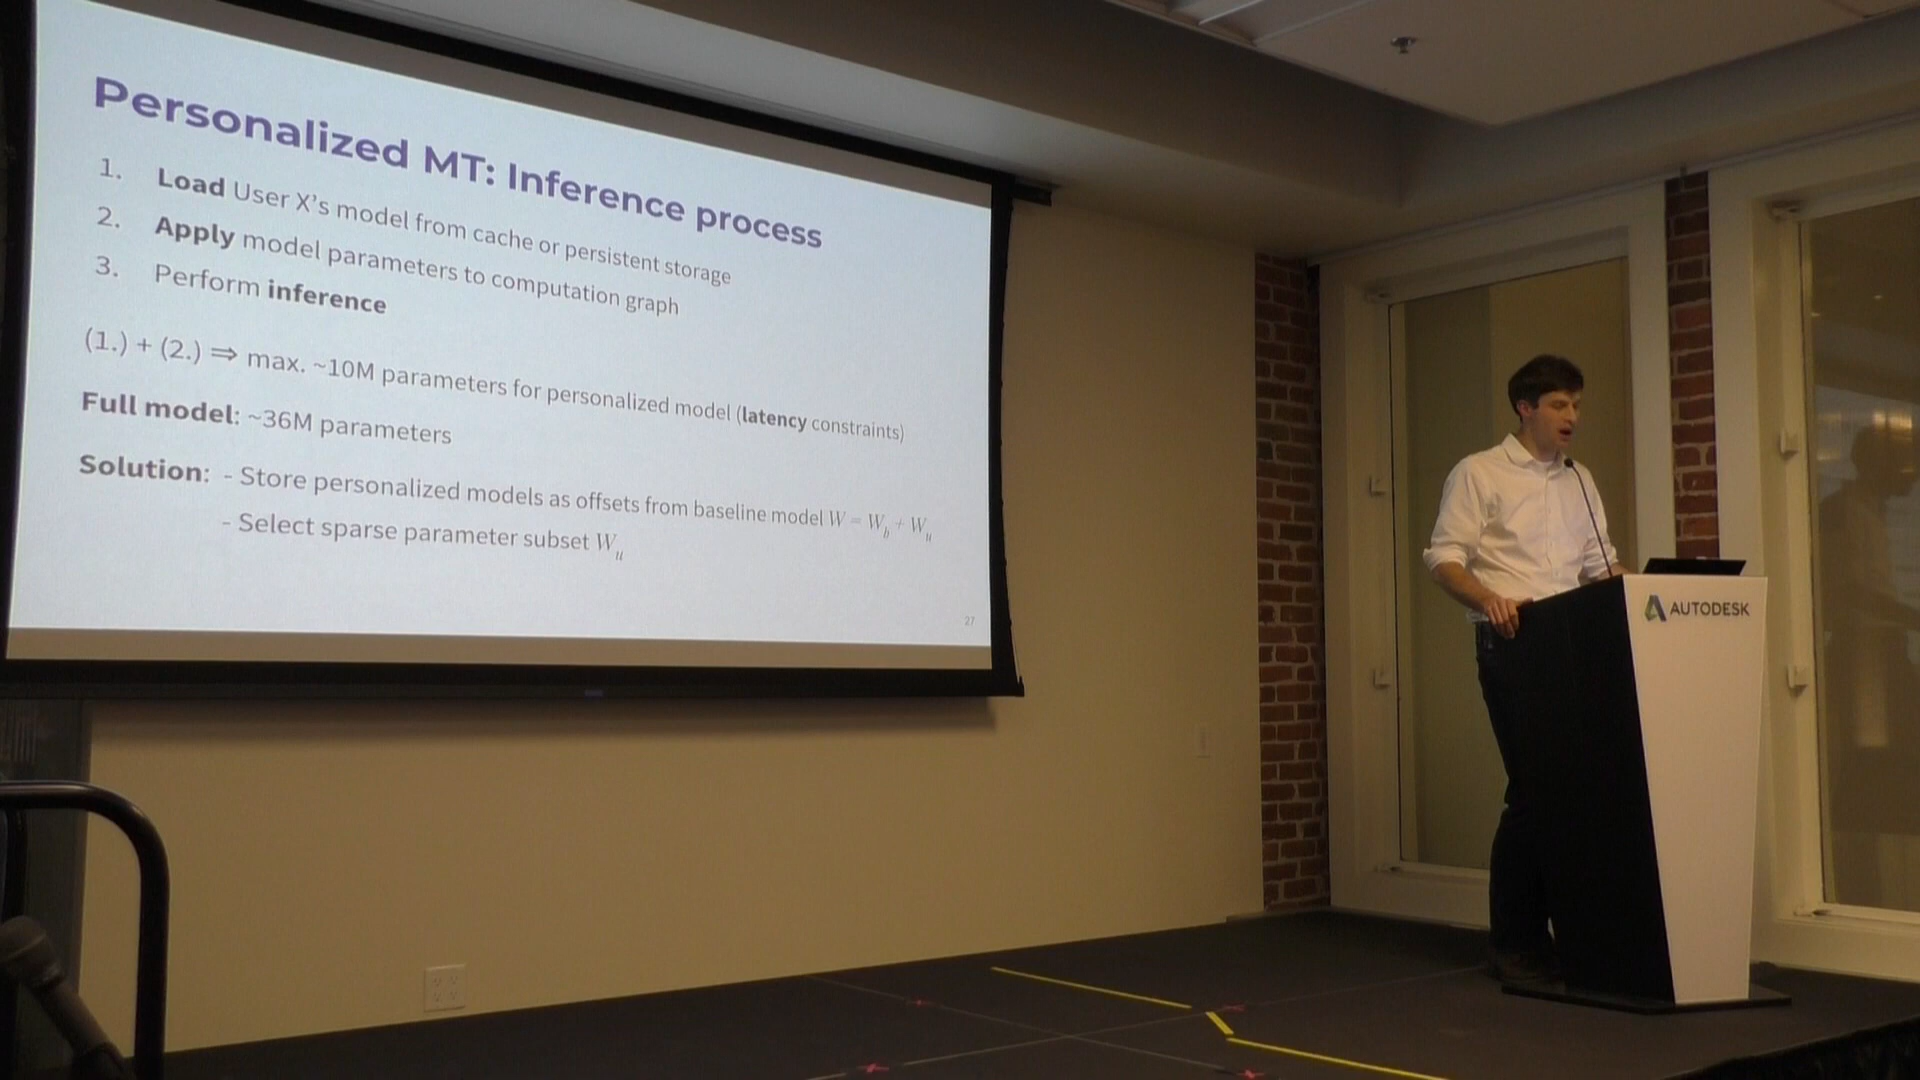 Personalized MT: Inference process
1. Load User X's model from cache or persistent storage
2. Apply model parameters to computation graph
3. Perform inference
(1.) + (2.) ⇒ max. ~10M parameters for personalized model (latency constraints)
Full model: ~36M parameters
Solution: - Store personalized models as offsets from baseline model W = W_b + W_u
- Select sparse parameter subset W_u
27
AUTODESK